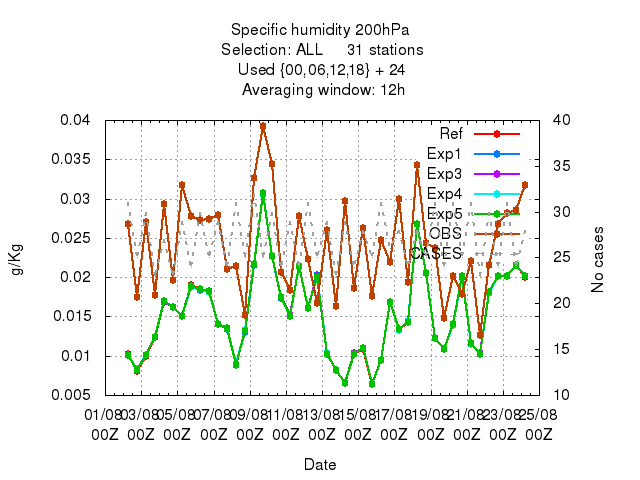 Specific humidity 200hPa
Selection: ALL 31 stations
Used {00,06,12,18} + 24
Averaging window: 12h
0.04
0.035
0.03
0.025
0.02
0.015
0.01
0.005
g/Kg
40
35
30
25
20
15
10
No cases
Ref
Exp1
Exp3
Exp4
Exp5
OBS
CASES
01/08 03/08 05/08 07/08 09/08 11/08 13/08 15/08 17/08 19/08 21/08 23/08 25/08
00Z 00Z 00Z 00Z 00Z 00Z 00Z 00Z 00Z 00Z 00Z 00Z 00Z
Date